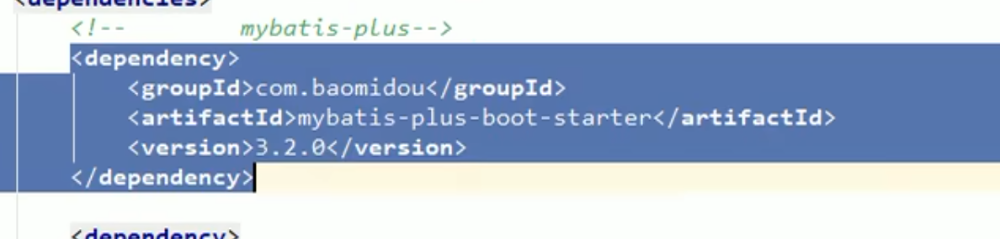 <dependencies>
<!--        mybatis-plus-->
<dependency>
<groupId>com.baomidou</groupId>
<artifactId>mybatis-plus-boot-starter</artifactId>
<version>3.2.0</version>
</dependency>
<dependency>